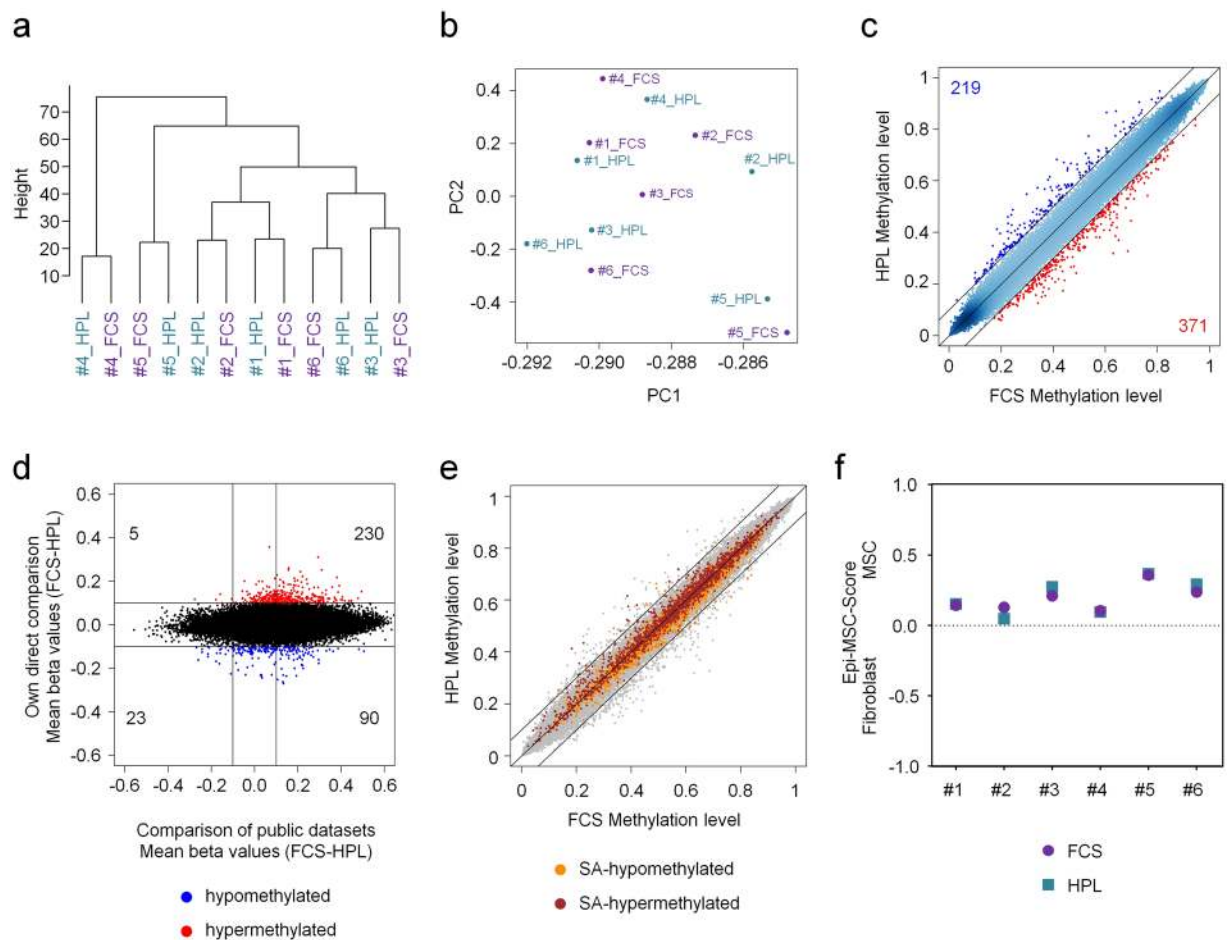 a
Height
70
60
50
40
30
20
10
#4_HPL
#4_FCS
#5_FCS
#5_HPL
#2_HPL
#2_FCS
#1_HPL
#1_FCS
#6_FCS
#6_HPL
#3_HPL
#3_FCS
b
PC2
0.4
0.2
0.0
-0.2
-0.4
#4_FCS
#4_HPL
#2_FCS
#1_FCS
#2_HPL
#1_HPL
#3_FCS
#3_HPL
#6_HPL
#6_FCS
#5_HPL
#5_FCS
-0.292 -0.290 -0.288 -0.286
PC1
c
HPL Methylation level
1
0.8
0.6
0.4
0.2
0
219
371
0 0.2 0.4 0.6 0.8 1
FCS Methylation level
d
Own direct comparison
Mean beta values (FCS-HPL)
0.6
0.4
0.2
0.0
-0.2
-0.4
-0.6
5 230
23 90
-0.6 -0.4 -0.2 0.0 0.2 0.4 0.6
Comparison of public datasets
Mean beta values (FCS-HPL)
hypomethylated
hypermethylated
e
HPL Methylation level
1
0.8
0.6
0.4
0.2
0
0 0.2 0.4 0.6 0.8 1
FCS Methylation level
SA-hypomethylated
SA-hypermethylated
f
Epi-MSC-Score
Fibroblast MSC
1.0
0.5
0.0
-0.5
-1.0
#1 #2 #3 #4 #5 #6
FCS
HPL